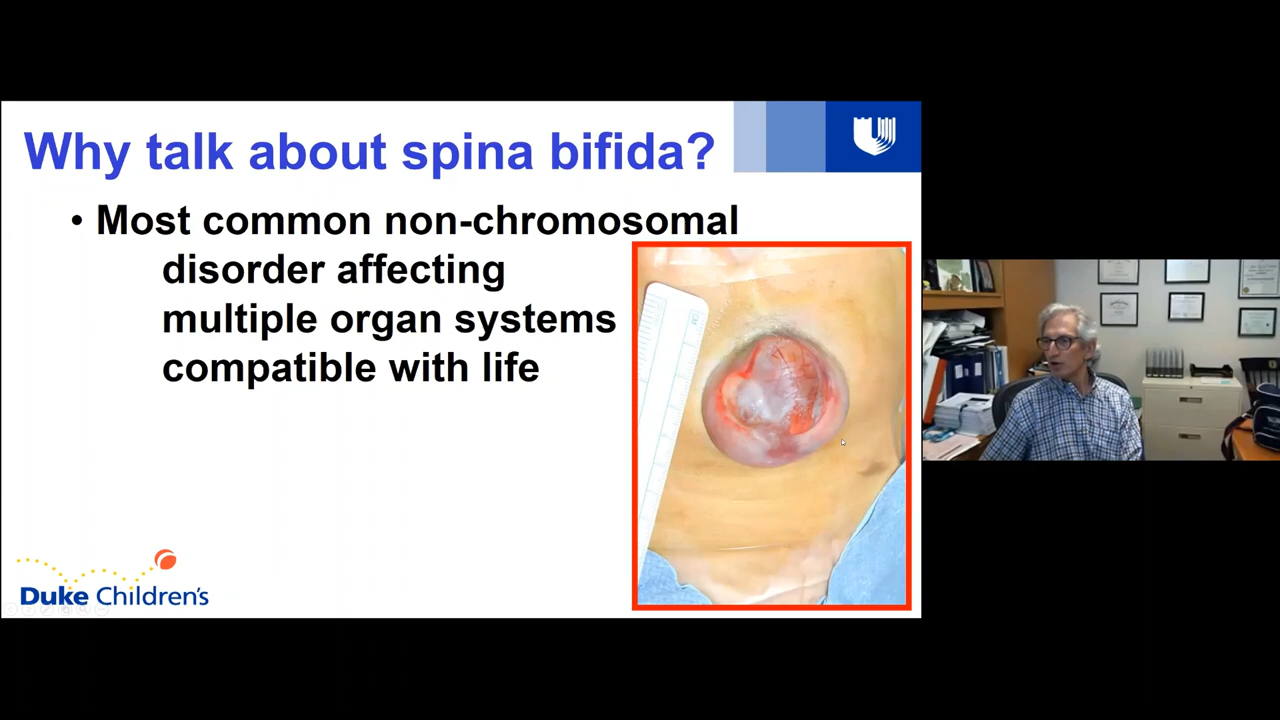 Why talk about spina bifida?
• Most common non-chromosomal
disorder affecting
multiple organ systems
compatible with life
Duke Children's